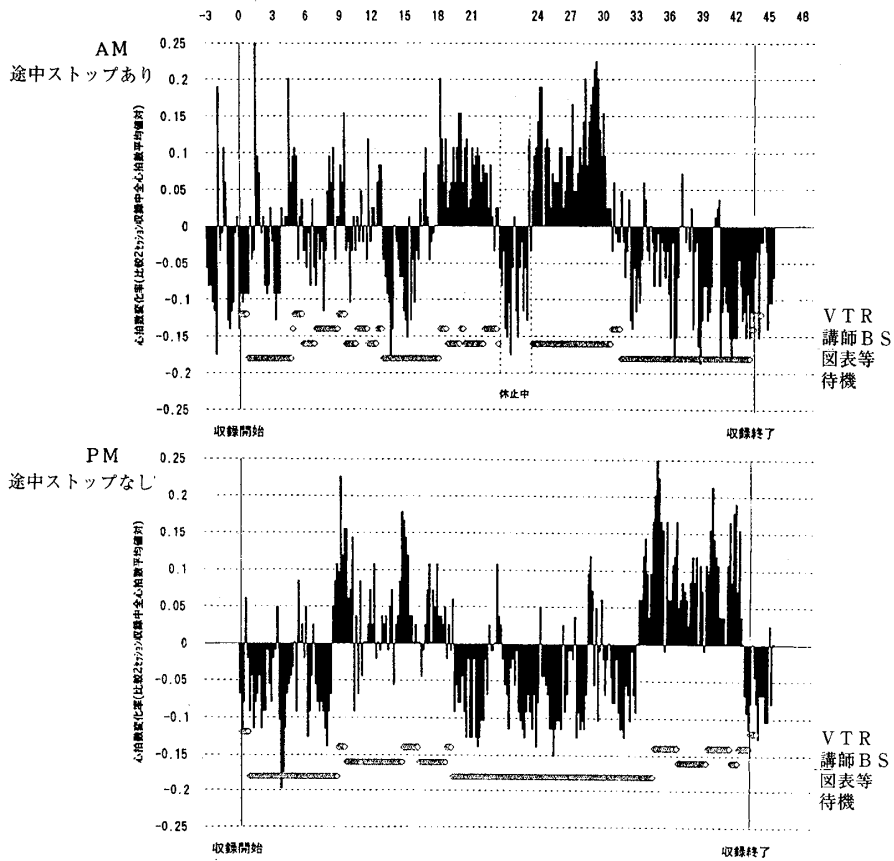 -3 0 3 6 9 12 15 18 21 24 27 30 33 36 39 42 45 48
AM
途中ストップあり
心拍数変化率(比較2セッション収録中全心拍数平均値対)
0.25
0.2
0.15
0.1
0.05
0
-0.05
-0.1
-0.15
-0.2
-0.25
VTR
講師BS
図表等
待機
休止中
収録開始
収録終了
PM
途中ストップなし
心拍数変化率(比較2セッション収録中全心拍数平均値対)
0.25
0.2
0.15
0.1
0.05
0
-0.05
-0.1
-0.15
-0.2
-0.25
VTR
講師BS
図表等
待機
収録開始
収録終了